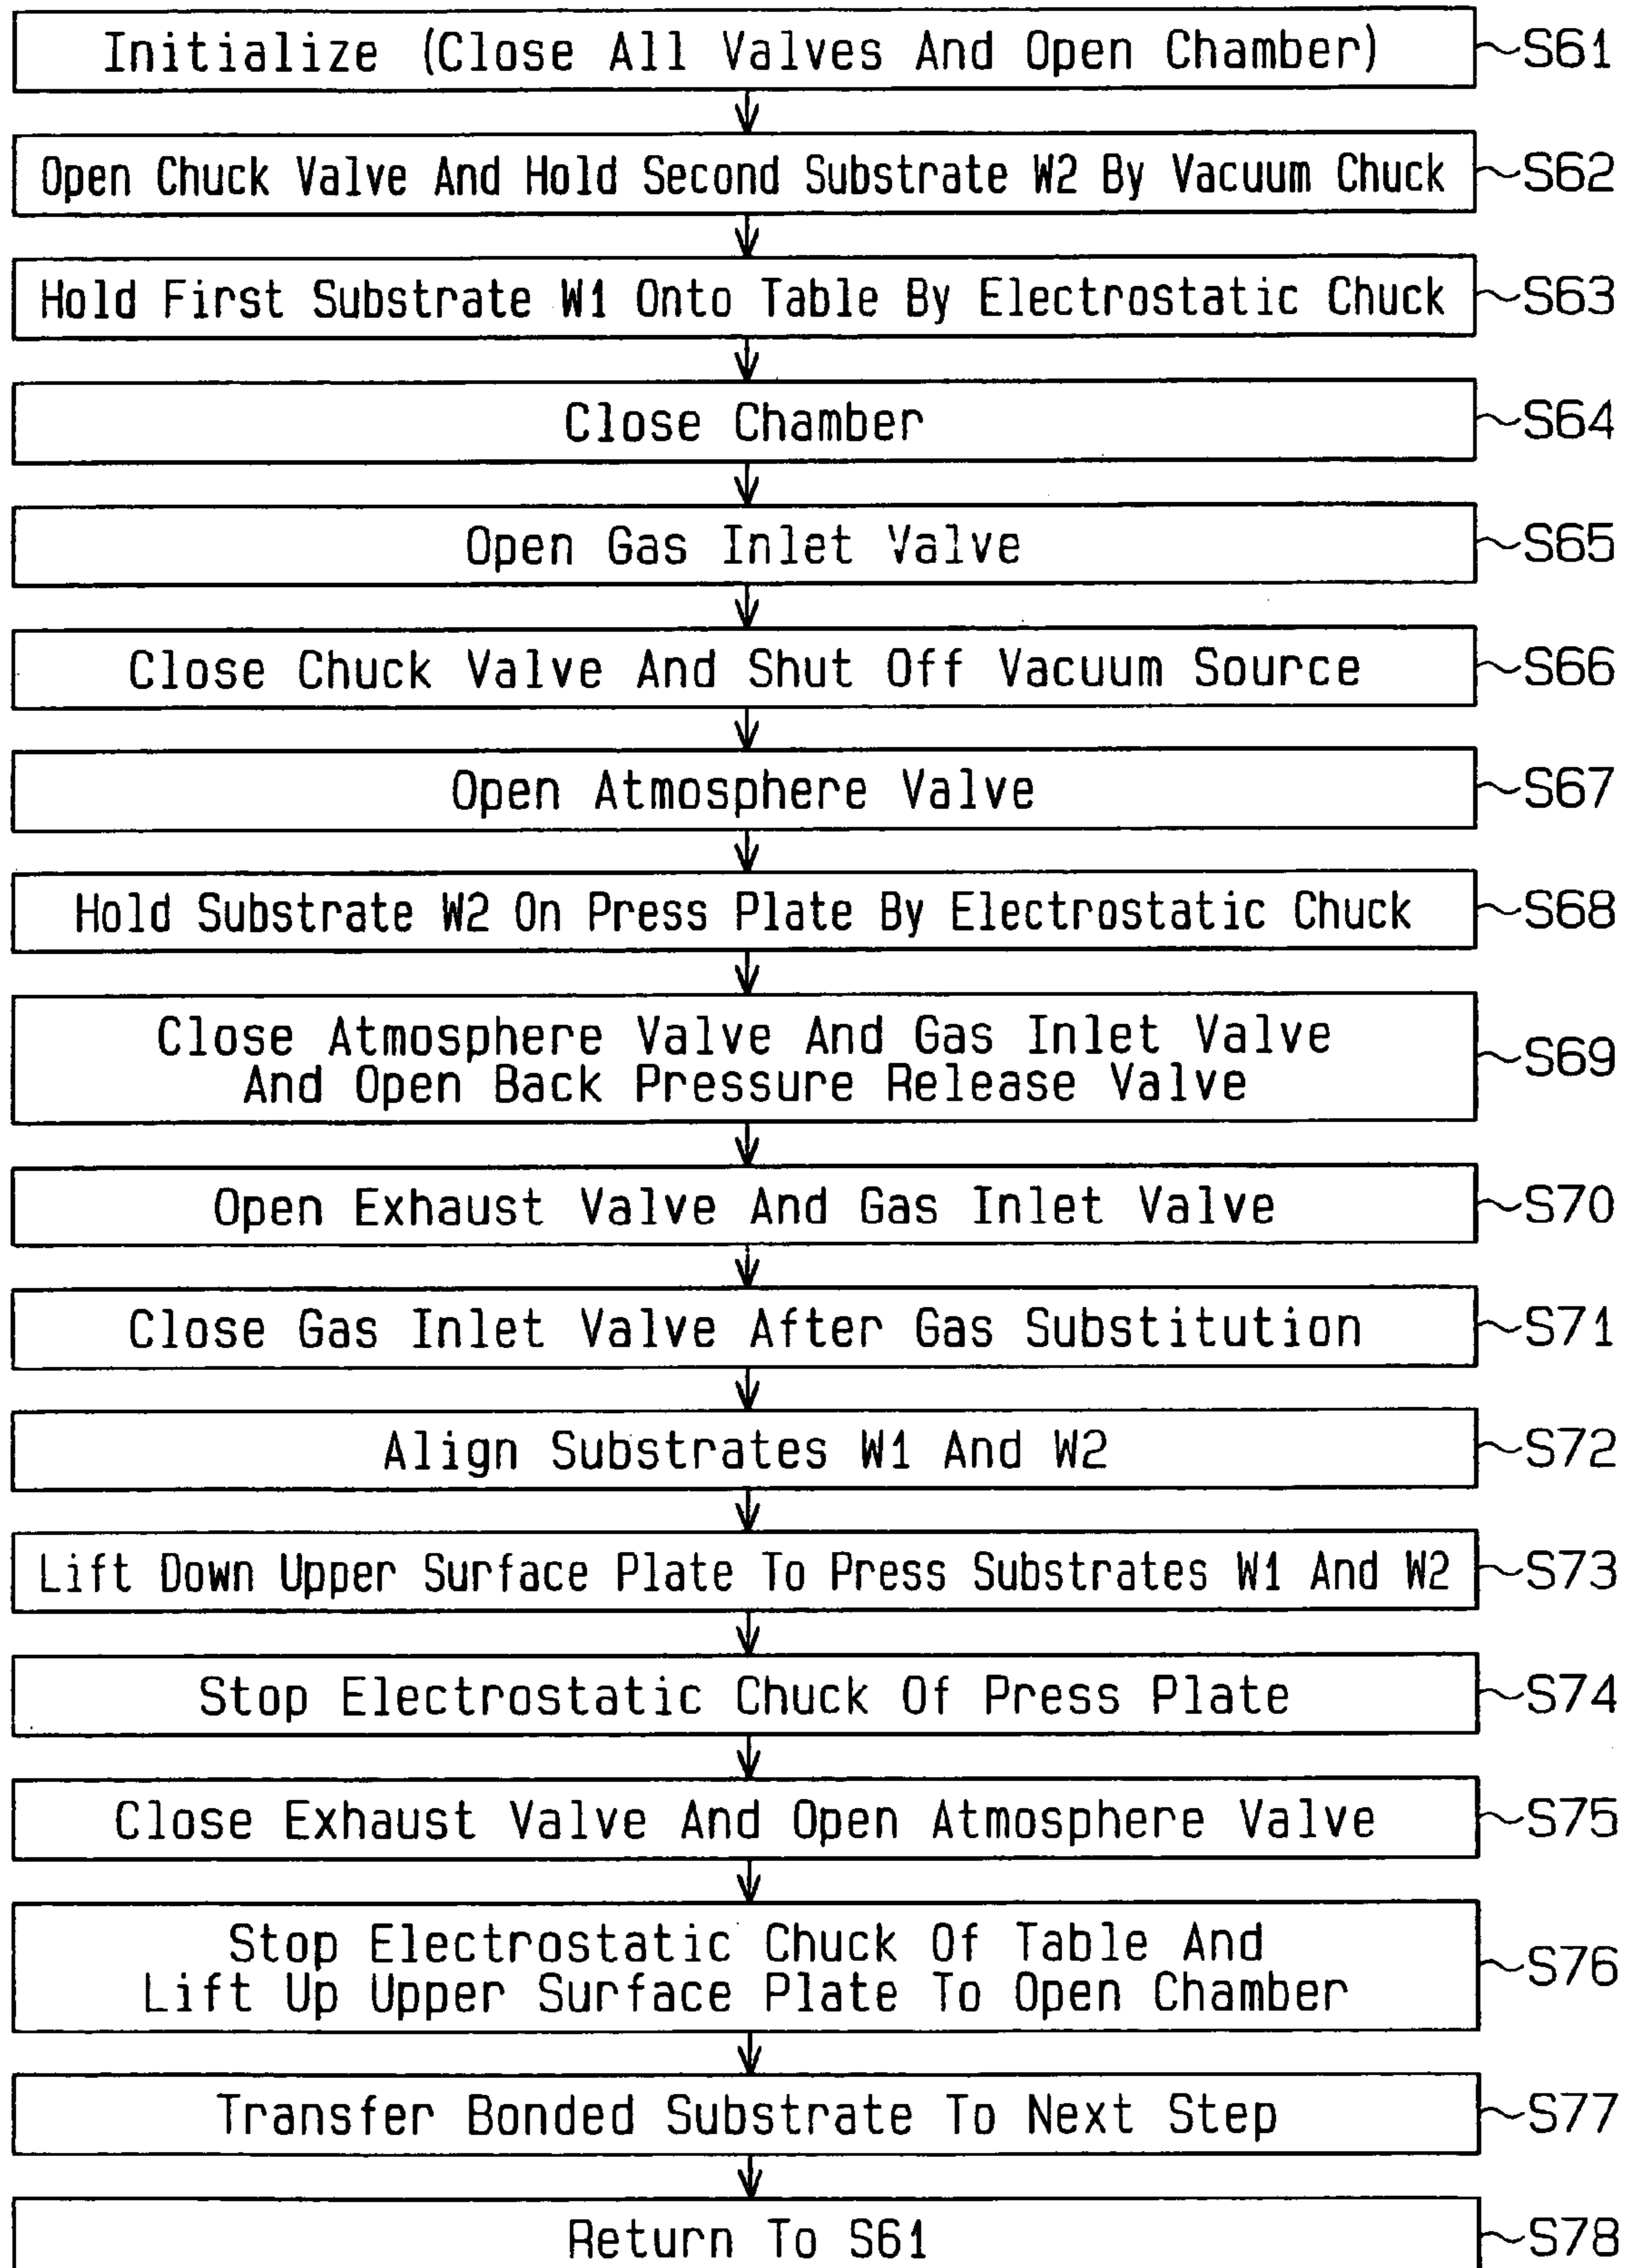 Initialize (Close All Valves And Open Chamber) S61
Open Chuck Valve And Hold Second Substrate W2 By Vacuum Chuck S62
Hold First Substrate W1 Onto Table By Electrostatic Chuck S63
Close Chamber S64
Open Gas Inlet Valve S65
Close Chuck Valve And Shut Off Vacuum Source S66
Open Atmosphere Valve S67
Hold Substrate W2 On Press Plate By Electrostatic Chuck S68
Close Atmosphere Valve And Gas Inlet Valve
And Open Back Pressure Release Valve S69
Open Exhaust Valve And Gas Inlet Valve S70
Close Gas Inlet Valve After Gas Substitution S71
Align Substrates W1 And W2 S72
Lift Down Upper Surface Plate To Press Substrates W1 And W2 S73
Stop Electrostatic Chuck Of Press Plate S74
Close Exhaust Valve And Open Atmosphere Valve S75
Stop Electrostatic Chuck Of Table And
Lift Up Upper Surface Plate To Open Chamber S76
Transfer Bonded Substrate To Next Step S77
Return To S61 S78